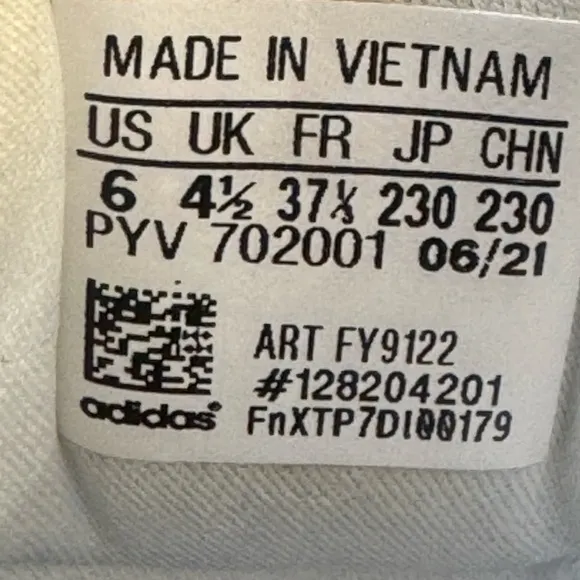 MADE IN VIETNAM
US UK FR JP CHN
6 4½ 37⅓ 230 230
PYV 702001 06/21
ART FY9122
#128204201
adidas®
FnXTP7DI00179